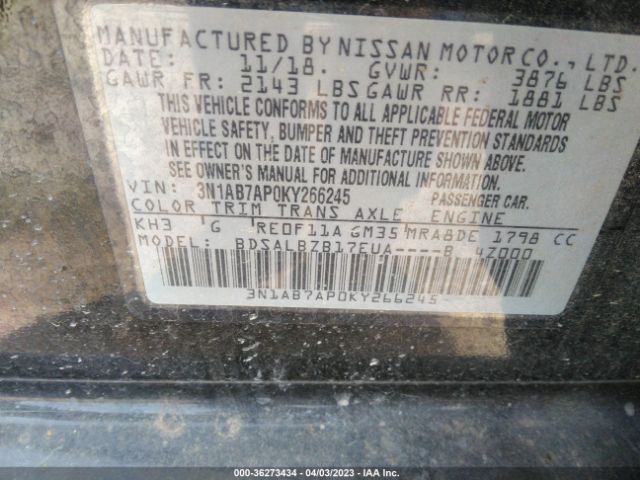 MANUFACTURED BY NISSAN MOTOR CO., LTD.
DATE: 11/18. GVWR: 3876 LBS
GAWR FR: 2143 LBS GAWR RR: 1881 LBS
THIS VEHICLE CONFORMS TO ALL APPLICABLE FEDERAL MOTOR
VEHICLE SAFETY, BUMPER AND THEFT PREVENTION STANDARDS
IN EFFECT ON THE DATE OF MANUFACTURE SHOWN ABOVE.
SEE OWNER'S MANUAL FOR ADDITIONAL INFORMATION.
VIN: 3N1AB7AP0KY266245 PASSENGER CAR.
COLOR TRIM TRANS AXLE ENGINE
KH3 G RE0F11A GM35 MRA8DE 1798 CC
MODEL: BDSALBZB17EUA----B 4Z000
3N1AB7AP0KY266245
000-36273434 - 04/03/2023 - IAA Inc.